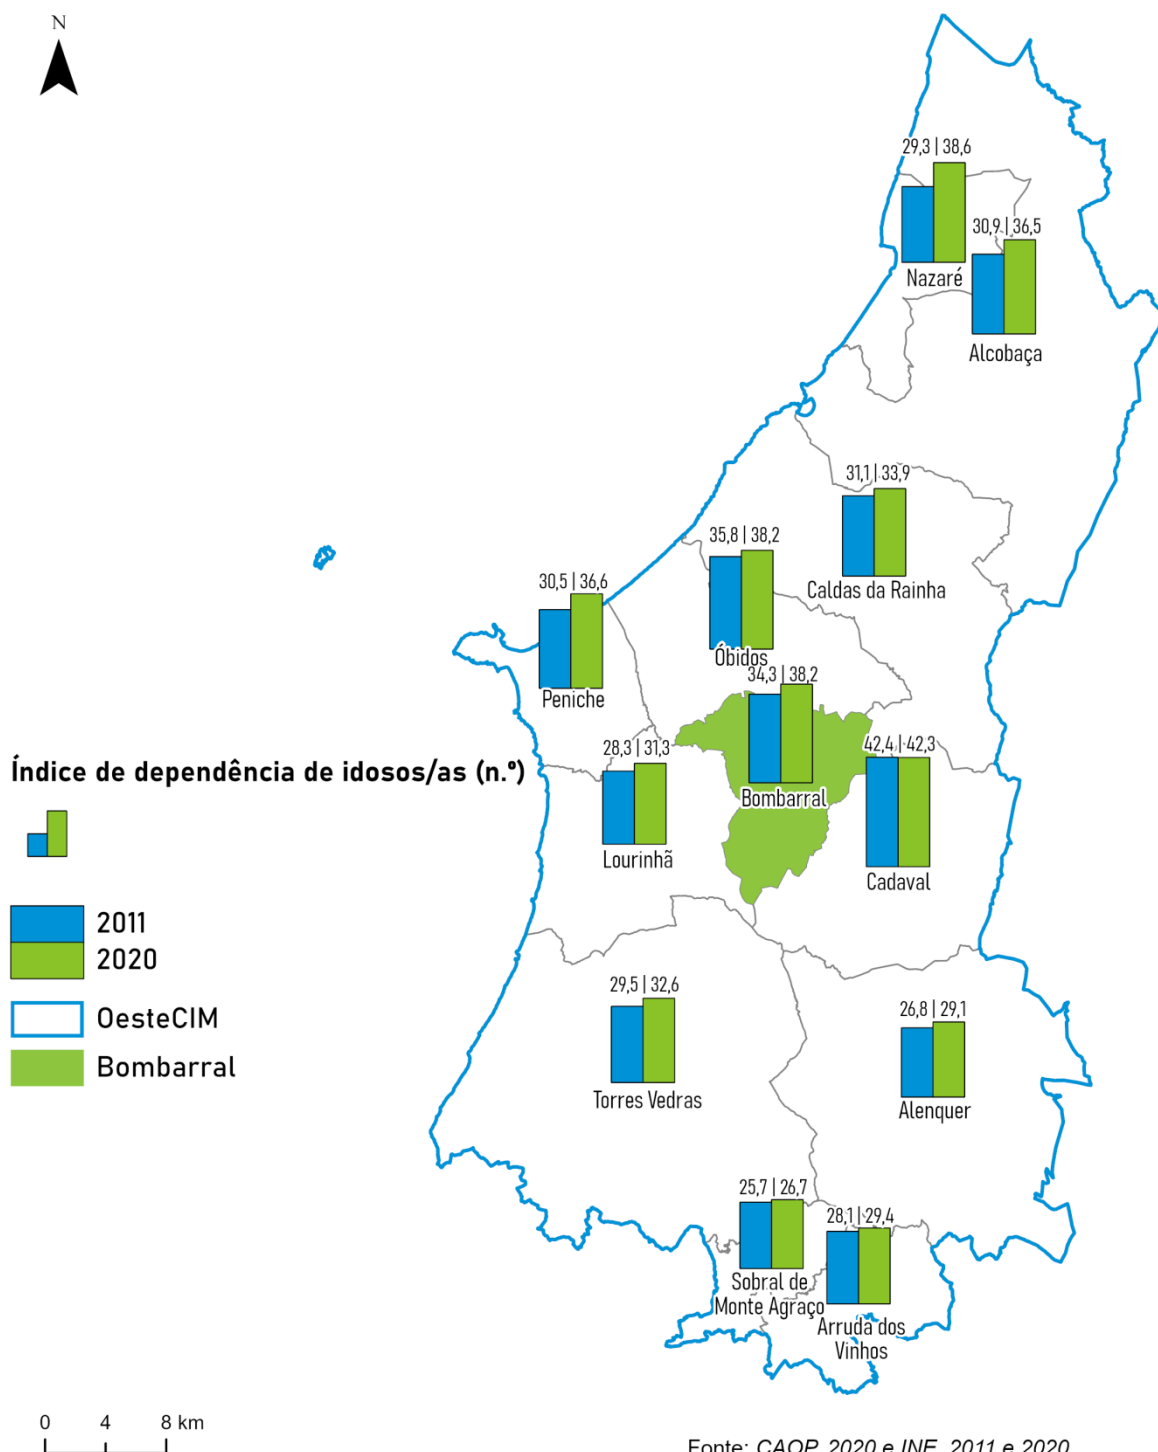 N
29,3 | 38,6
Nazaré
30,9 | 36,5
Alcobaça
31,1 | 33,9
Caldas da Rainha
35,8 | 38,2
Óbidos
30,5 | 36,6
Peniche
34,3 | 38,2
Bombarral
28,3 | 31,3
Lourinhã
42,4 | 42,3
Cadaval
Índice de dependência de idosos/as (n.º)
2011
2020
OesteCIM
Bombarral
29,5 | 32,6
Torres Vedras
26,8 | 29,1
Alenquer
25,7 | 26,7
Sobral de
Monte Agraço
28,1 | 29,4
Arruda dos
Vinhos
0 4 8 km
Fonte: CAOP, 2020 e INE, 2011 e 2020